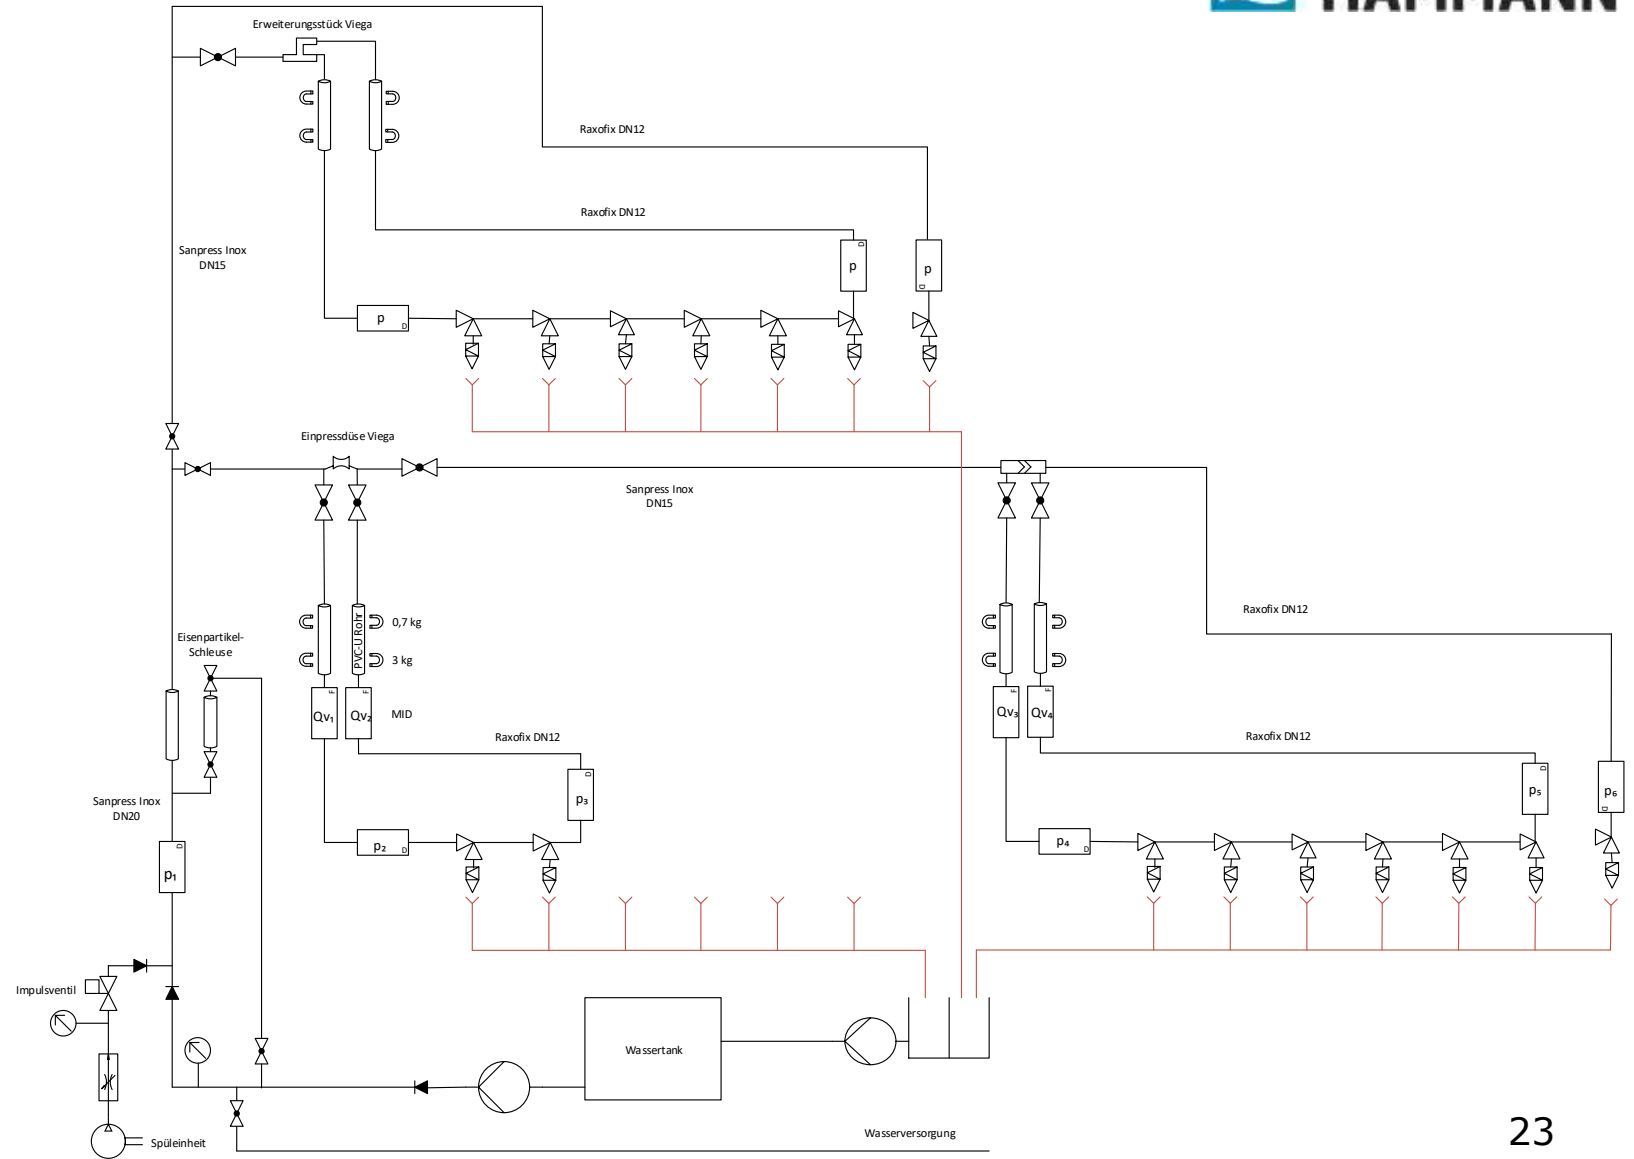 HAMMANN
Erweiterungsstück Viega
Raxofix DN12
Raxofix DN12
Sanpress Inox
DN15
D
p
p
D
p
D
Einpressdüse Viega
Sanpress Inox
DN15
Raxofix DN12
Eisenpartikel-
Schleuse
PVC-U Rohr
0,7 kg
3 kg
F
F
Qv₁
Qv₂
MID
F
F
Qv₃
Qv₄
Raxofix DN12
Raxofix DN12
D
p₃
D
p₅
p₆
D
Sanpress Inox
DN20
p₂
D
p₄
D
D
p₁
Impulsventil
Wassertank
Spüleinheit
Wasserversorgung
23